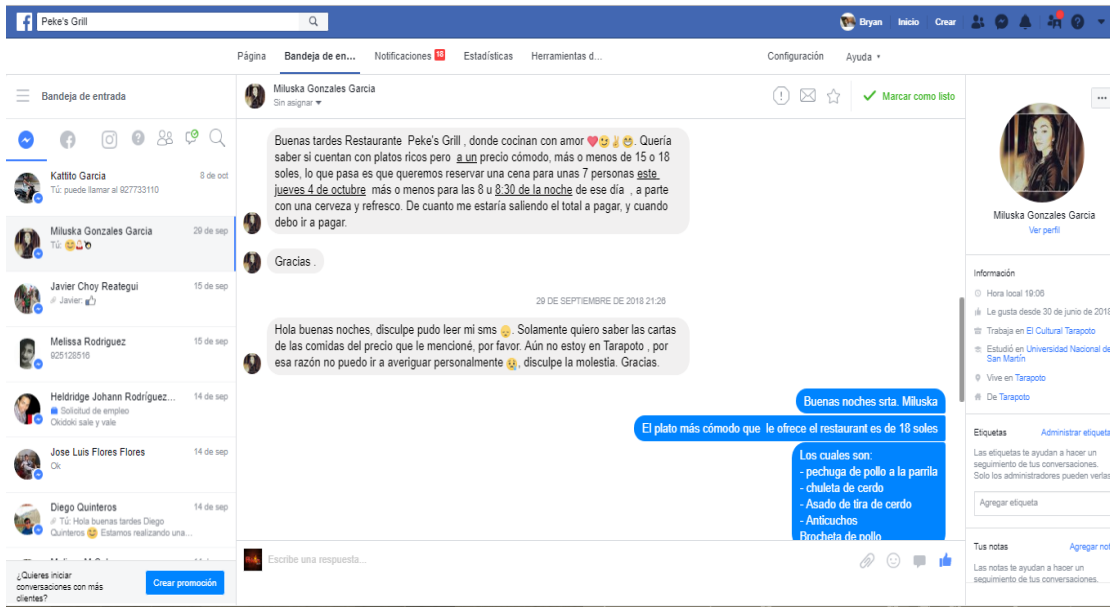 Peke's Grill
Bryan Inicio Crear
Página Bandeja de en... Notificaciones 18 Estadísticas Herramientas d... Configuración Ayuda
Bandeja de entrada
Kattito Garcia 8 de oct
Tú: puede llamar al 927733110
Miluska Gonzales Garcia 29 de sep
Tú:
Javier Choy Reategui 15 de sep
Javier:
Melissa Rodriguez 15 de sep
925128516
Heldridge Johann Rodríguez... 14 de sep
Solicitud de empleo
Okidoki sale y vale
Jose Luis Flores Flores 14 de sep
Ok
Diego Quinteros 14 de sep
Tú: Hola buenas tardes Diego
Quinteros Estamos realizando una...
¿Quieres iniciar
conversaciones con más
clientes?
Crear promoción
Miluska Gonzales Garcia
Sin asignar
Marcar como listo
Buenas tardes Restaurante Peke's Grill , donde cocinan con amor ❤️😉✌️😁. Quería
saber si cuentan con platos ricos pero a un precio cómodo, más o menos de 15 o 18
soles, lo que pasa es que queremos reservar una cena para unas 7 personas este
jueves 4 de octubre más o menos para las 8 u 8:30 de la noche de ese día , a parte
con una cerveza y refresco. De cuanto me estaría saliendo el total a pagar, y cuando
debo ir a pagar.
Gracias .
29 DE SEPTIEMBRE DE 2018 21:26
Hola buenas noches, disculpe pudo leer mi sms 😞. Solamente quiero saber las cartas
de las comidas del precio que le mencioné, por favor. Aún no estoy en Tarapoto , por
esa razón no puedo ir a averiguar personalmente 😢, disculpe la molestia. Gracias.
Buenas noches srta. Miluska
El plato más cómodo que le ofrece el restaurant es de 18 soles
Los cuales son:
- pechuga de pollo a la parrila
- chuleta de cerdo
- Asado de tira de cerdo
- Anticuchos
Brocheta de pollo
Escribe una respuesta...
Miluska Gonzales Garcia
Ver perfil
Información
Hora local 19:06
Le gusta desde 30 de junio de 2018
Trabaja en El Cultural Tarapoto
Estudió en Universidad Nacional de
San Martín
Vive en Tarapoto
De Tarapoto
Etiquetas Administrar etiqueta
Las etiquetas te ayudan a hacer un
seguimiento de tus conversaciones.
Solo los administradores pueden verlas
Agregar etiqueta
Tus notas Agregar not
Las notas te ayudan a hacer un
seguimiento de tus conversaciones.